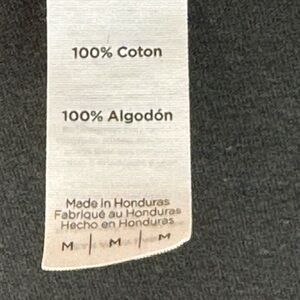 100% Coton
100% Algodón
Made in Honduras
Fabriqué au Honduras
Hecho en Honduras
M | M | M